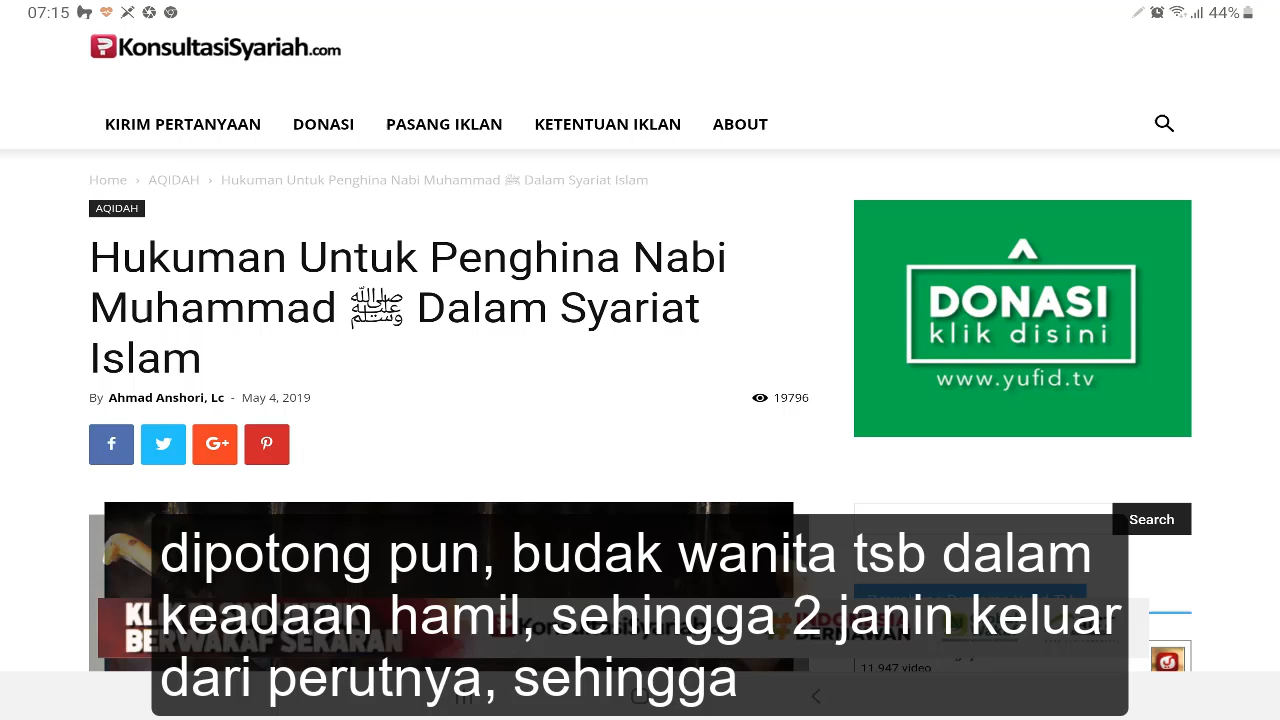 07:15
44%
KonsultasiSyariah.com
KIRIM PERTANYAAN DONASI PASANG IKLAN KETENTUAN IKLAN ABOUT
Home › AQIDAH › Hukuman Untuk Penghina Nabi Muhammad ﷺ Dalam Syariat Islam
AQIDAH
Hukuman Untuk Penghina Nabi
Muhammad ﷺ Dalam Syariat
Islam
By Ahmad Anshori, Lc - May 4, 2019
19796
DONASI
klik disini
www.yufid.tv
Search
dipotong pun, budak wanita tsb dalam
keadaan hamil, sehingga 2 janin keluar
dari perutnya, sehingga
11.947 video